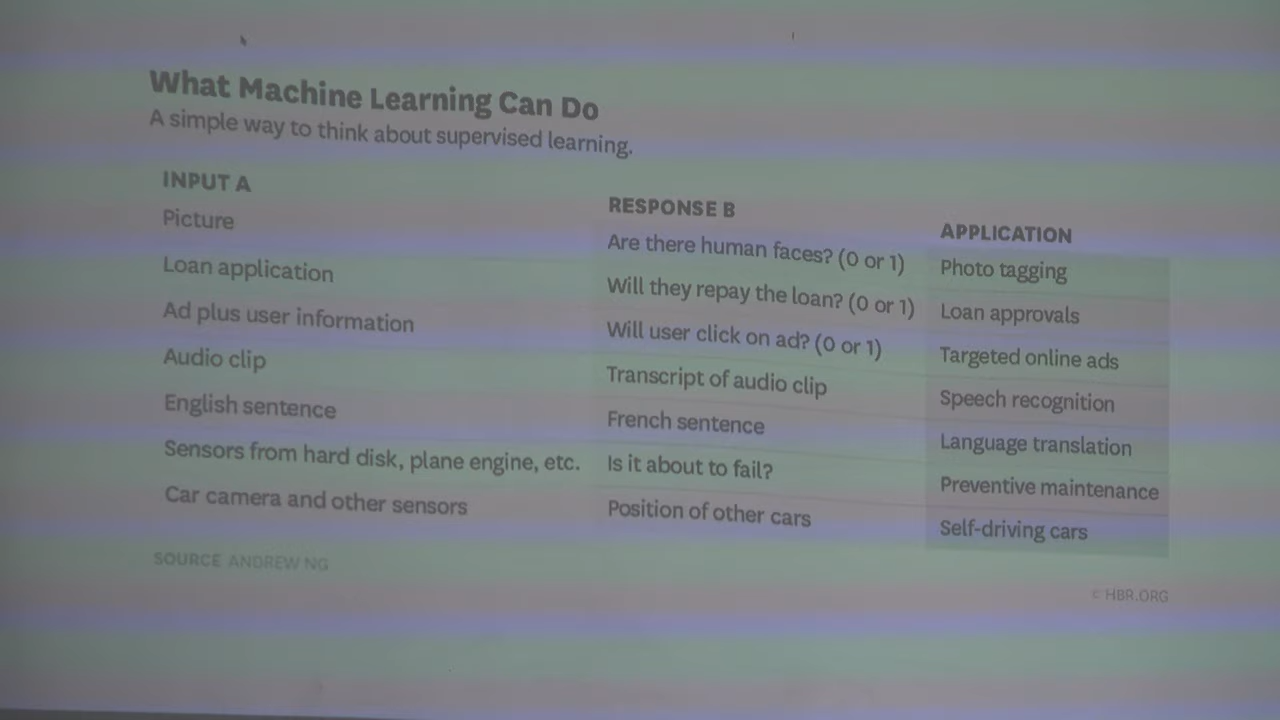 What Machine Learning Can Do
A simple way to think about supervised learning.
INPUT A RESPONSE B APPLICATION
Picture Are there human faces? (0 or 1) Photo tagging
Loan application Will they repay the loan? (0 or 1) Loan approvals
Ad plus user information Will user click on ad? (0 or 1) Targeted online ads
Audio clip Transcript of audio clip Speech recognition
English sentence French sentence Language translation
Sensors from hard disk, plane engine, etc. Is it about to fail? Preventive maintenance
Car camera and other sensors Position of other cars Self-driving cars
SOURCE ANDREW NG
© HBR.ORG